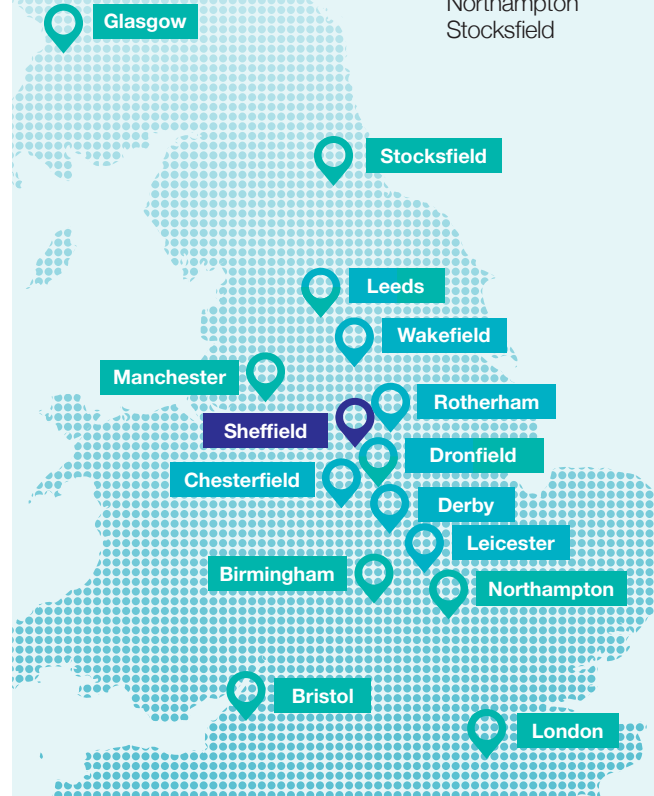 Northampton
Stocksfield
Glasgow
Stocksfield
Leeds
Wakefield
Manchester
Rotherham
Sheffield
Dronfield
Chesterfield
Derby
Leicester
Birmingham
Northampton
Bristol
London